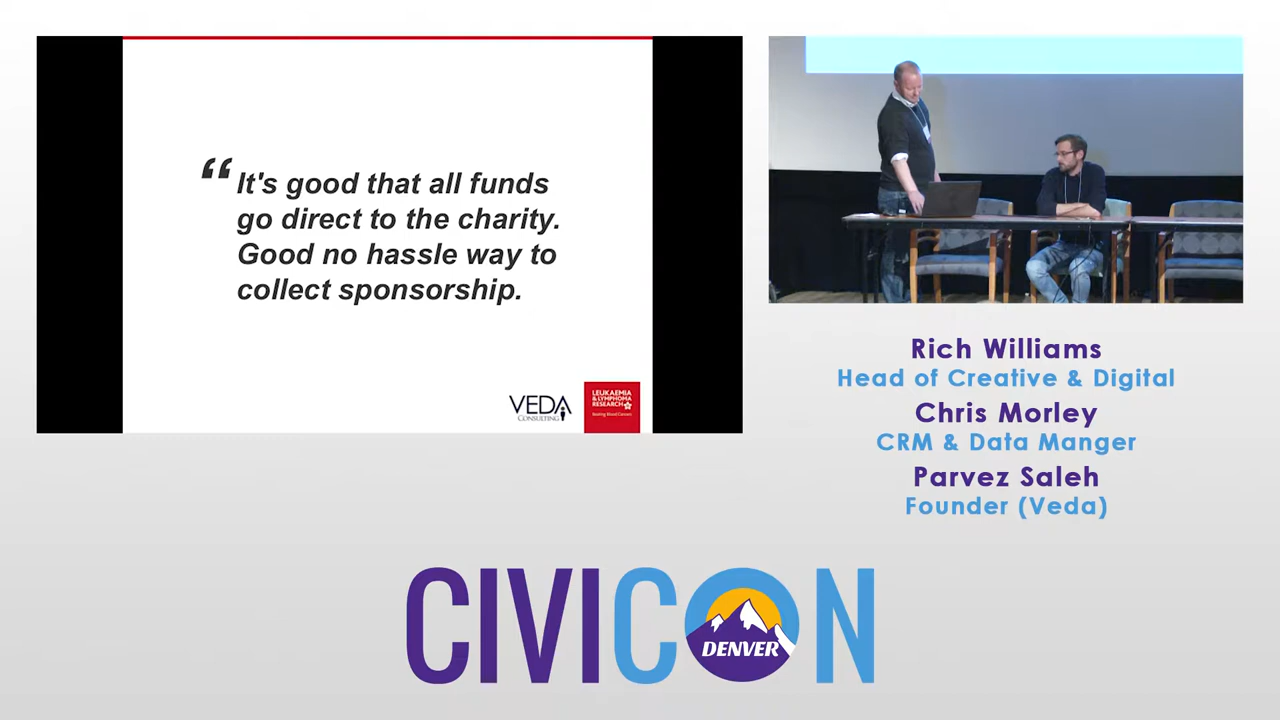 “ It's good that all funds
go direct to the charity.
Good no hassle way to
collect sponsorship.
VEDA
CONSULTING
LEUKAEMIA
& LYMPHOMA
RESEARCH
Beating Blood Cancers
Rich Williams
Head of Creative & Digital
Chris Morley
CRM & Data Manger
Parvez Saleh
Founder (Veda)
CIVICON
DENVER